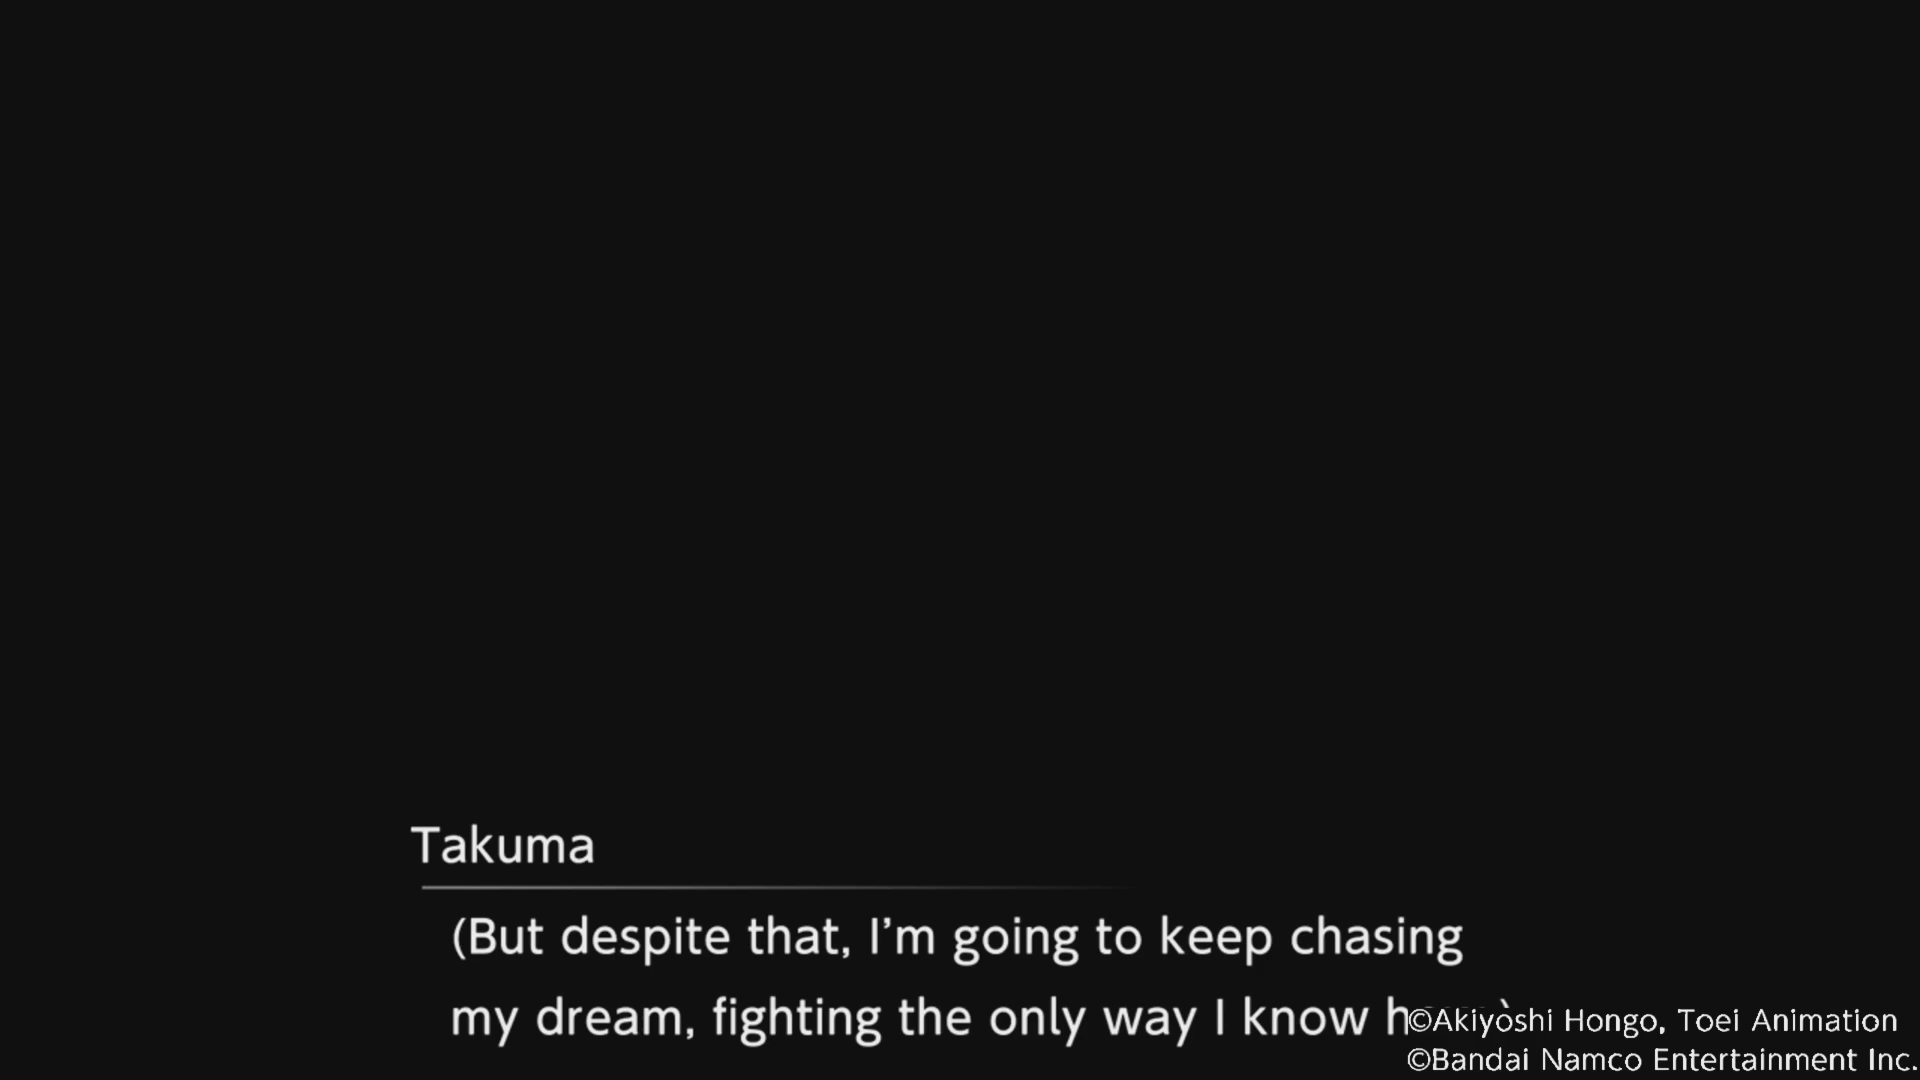 Takuma
(But despite that, I'm going to keep chasing
my dream, fighting the only way I know
©Akiyoshi Hongo, Toei Animation
©Bandai Namco Entertainment Inc.